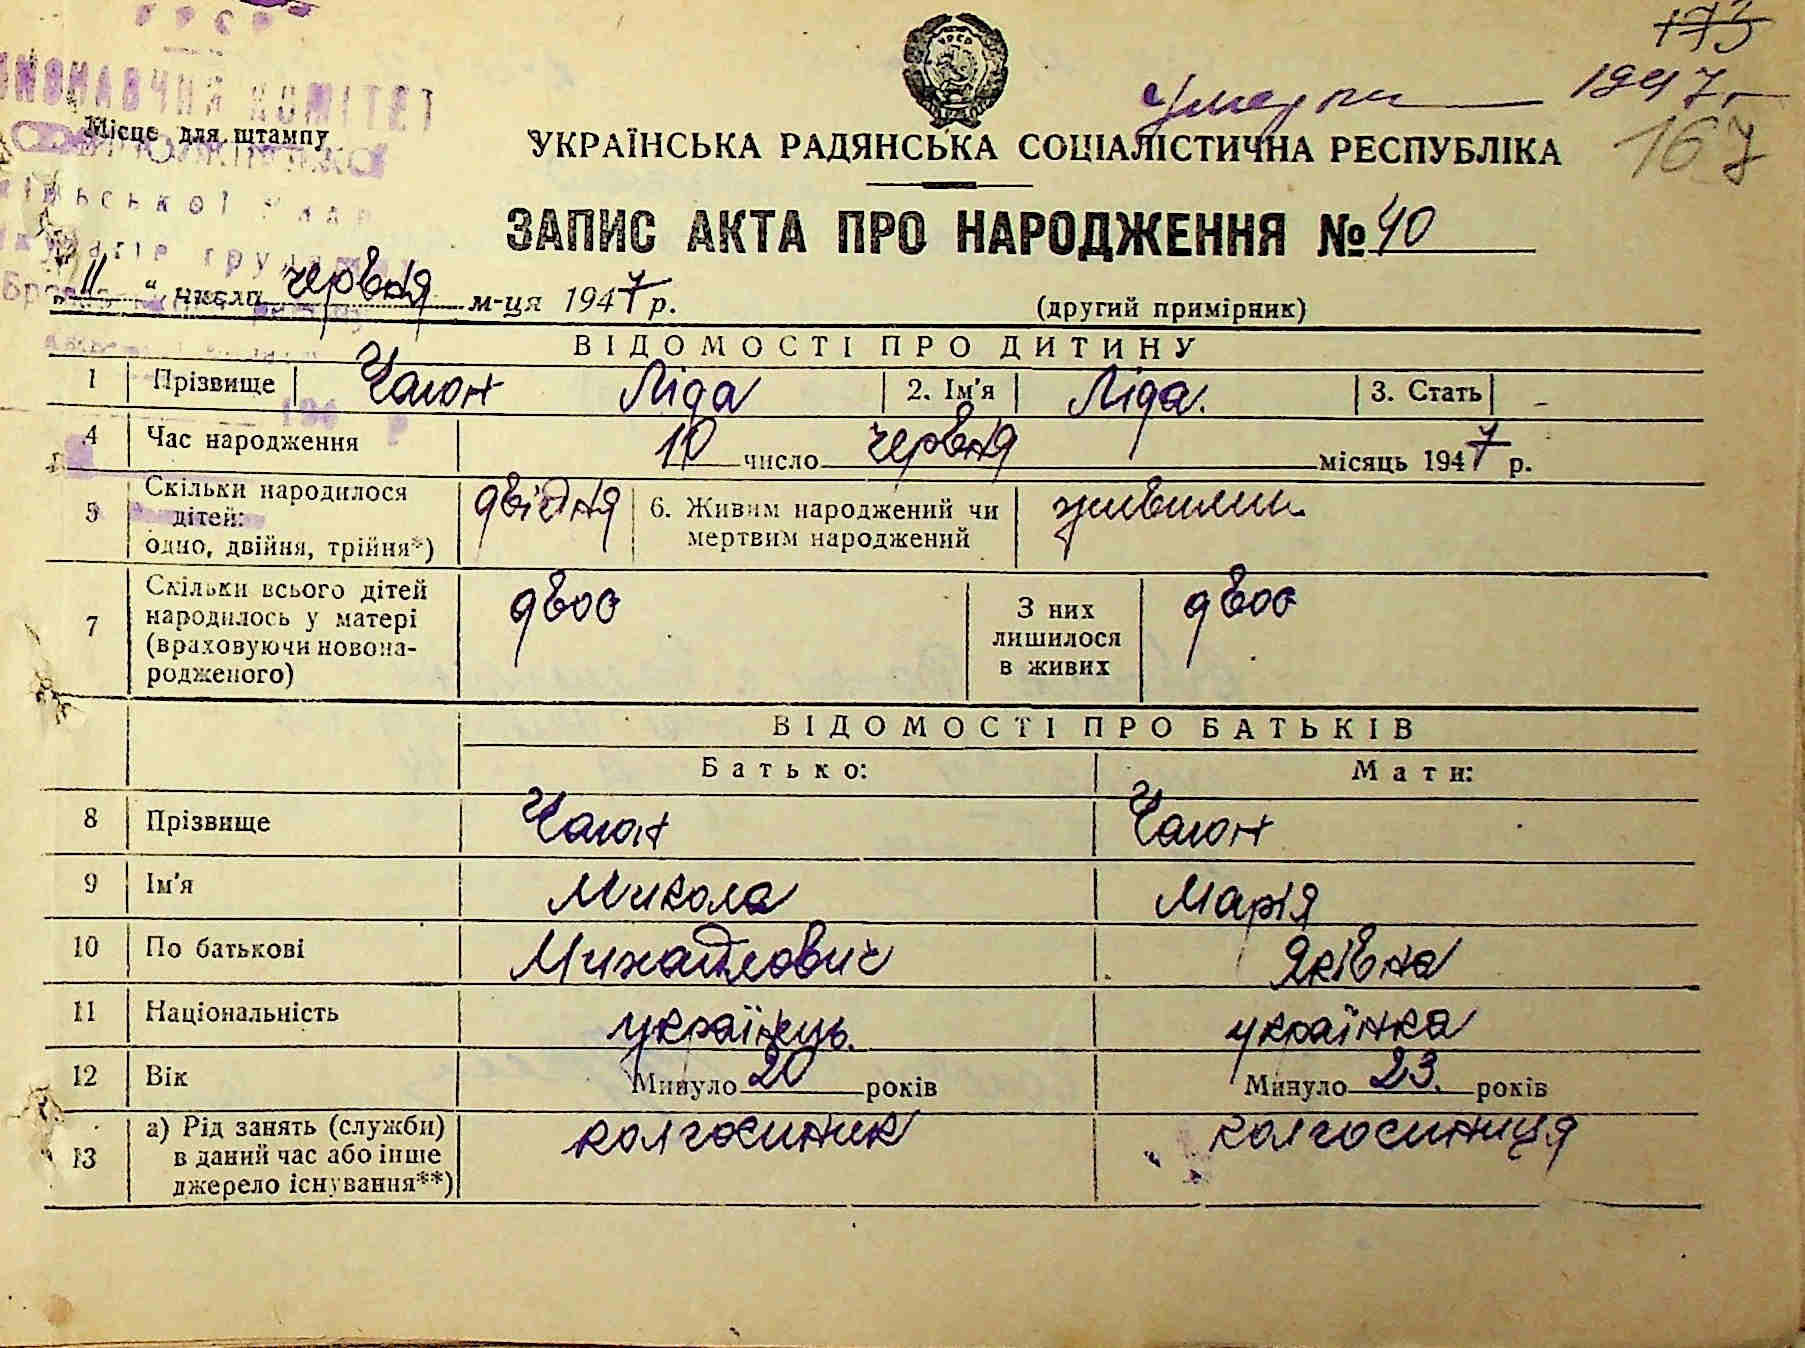 УРСР
173
КОМІТЕТ
умерла 1947 г
Місце для штампу
167
УКРАЇНСЬКА РАДЯНСЬКА СОЦІАЛІСТИЧНА РЕСПУБЛІКА
ЗАПИС АКТА ПРО НАРОДЖЕННЯ № 40
„11“ числа червня м-ця 1947 р. (другий примірник)
ВІДОМОСТІ ПРО ДИТИНУ
1 Прізвище Чаюн Ліда 2. Ім'я Ліда. 3. Стать -
4 Час народження 10 число червня місяць 1947 р.
5 Скільки народилося дітей: одно, двійня, трійня*) двійня 6. Живим народжений чи мертвим народжений живими
7 Скільки всього дітей народилось у матері (враховуючи новонародженого) двоє З них лишилося в живих двоє
ВІДОМОСТІ ПРО БАТЬКІВ
Батько: Мати:
8 Прізвище Чаюн Чаюн
9 Ім'я Микола Марія
10 По батькові Михайлович Яківна
11 Національність українець. українка
12 Вік Минуло 20 років Минуло 23. років
13 а) Рід занять (служби) в даний час або інше джерело існування**) колгоспник колгоспниця